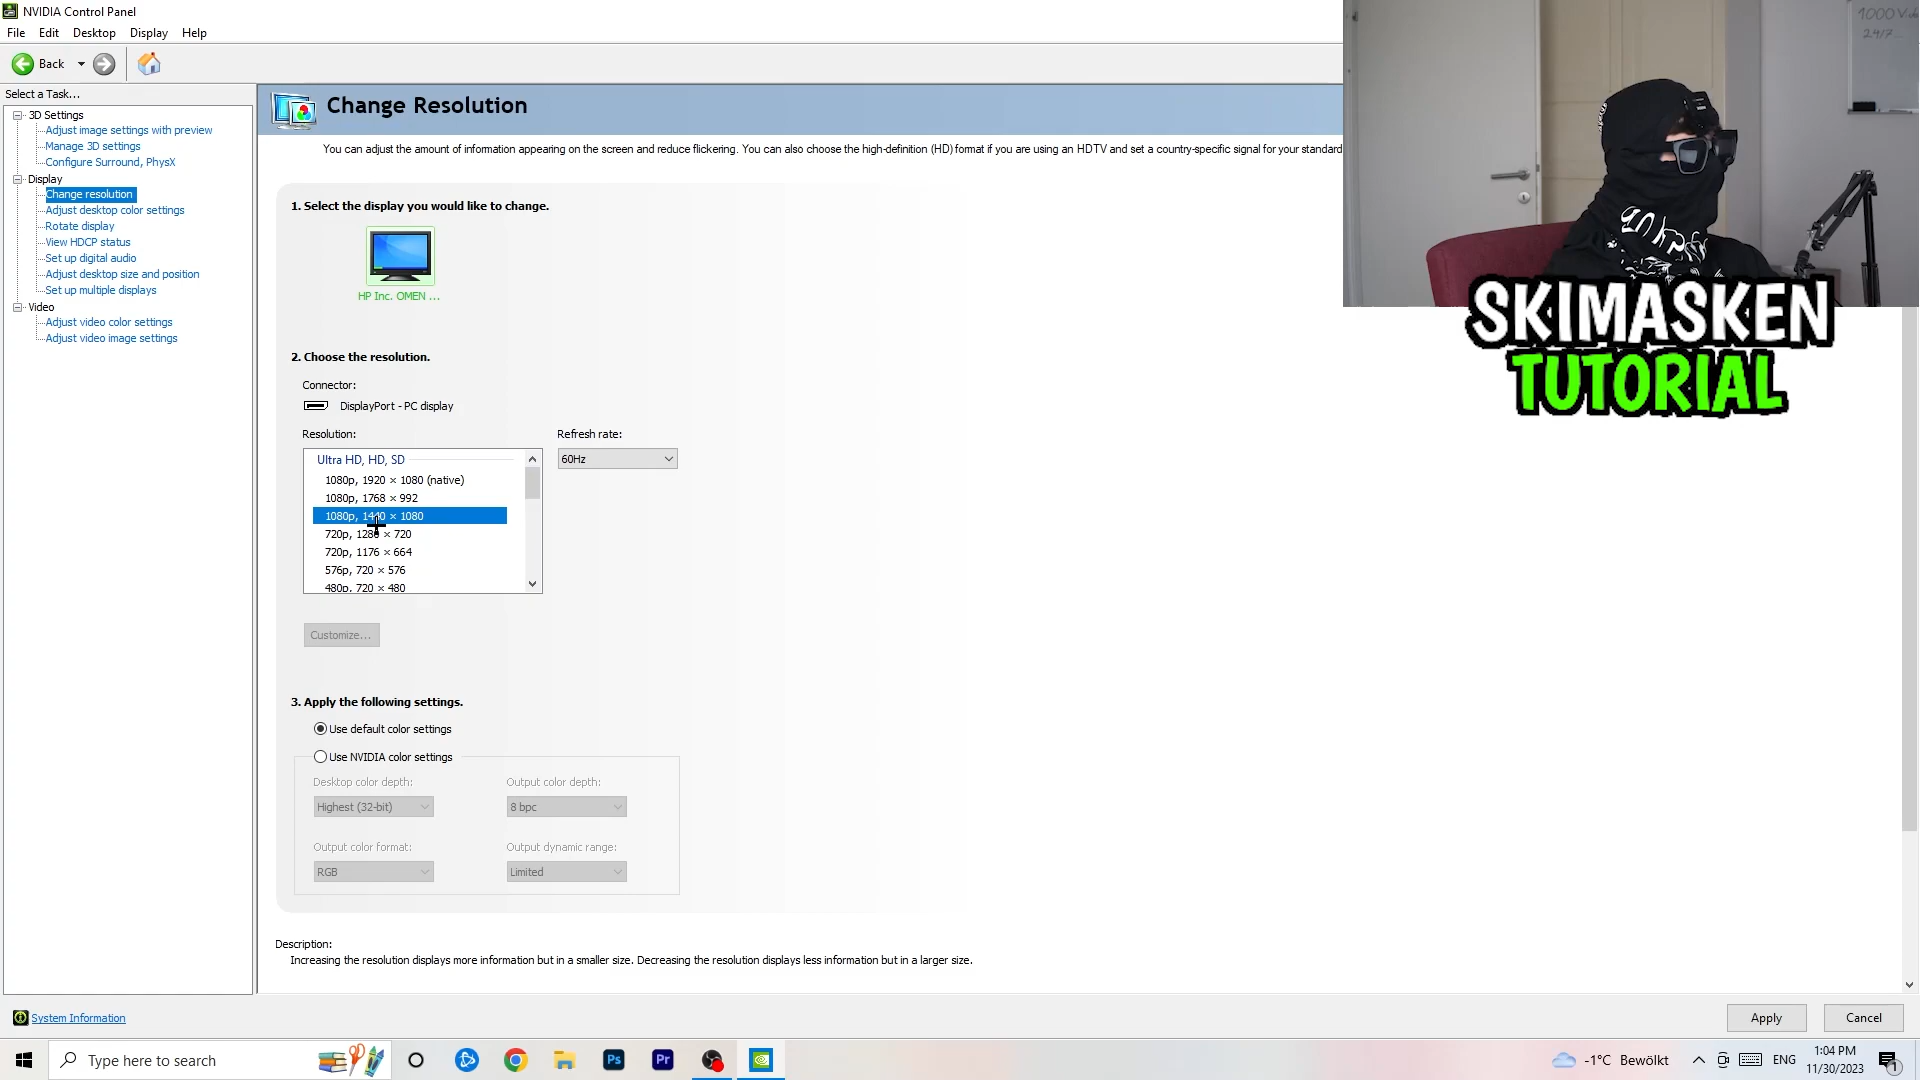 NVIDIA Control Panel
File Edit Desktop Display Help
Back
Select a Task...
3D Settings
Adjust image settings with preview
Manage 3D settings
Configure Surround, PhysX
Display
Change resolution
Adjust desktop color settings
Rotate display
View HDCP status
Set up digital audio
Adjust desktop size and position
Set up multiple displays
Video
Adjust video color settings
Adjust video image settings
System Information
Change Resolution
You can adjust the amount of information appearing on the screen and reduce flickering. You can also choose the high-definition (HD) format if you are using an HDTV and set a country-specific signal for your standard
1. Select the display you would like to change.
HP Inc. OMEN ...
2. Choose the resolution.
Connector:
DisplayPort - PC display
Resolution:
Refresh rate:
60Hz
Ultra HD, HD, SD
1080p, 1920 × 1080 (native)
1080p, 1768 × 992
1080p, 1440 × 1080
720p, 1280 × 720
720p, 1176 × 664
576p, 720 × 576
480p, 720 × 480
Customize...
3. Apply the following settings.
Use default color settings
Use NVIDIA color settings
Desktop color depth:
Output color depth:
Highest (32-bit)
8 bpc
Output color format:
Output dynamic range:
RGB
Limited
Description:
Increasing the resolution displays more information but in a smaller size. Decreasing the resolution displays less information but in a larger size.
Apply
Cancel
1000
24/7
SKIMASKEN
TUTORIAL
Type here to search
Ps
Pr
-1°C Bewölkt
ENG
1:04 PM
11/30/2023
1